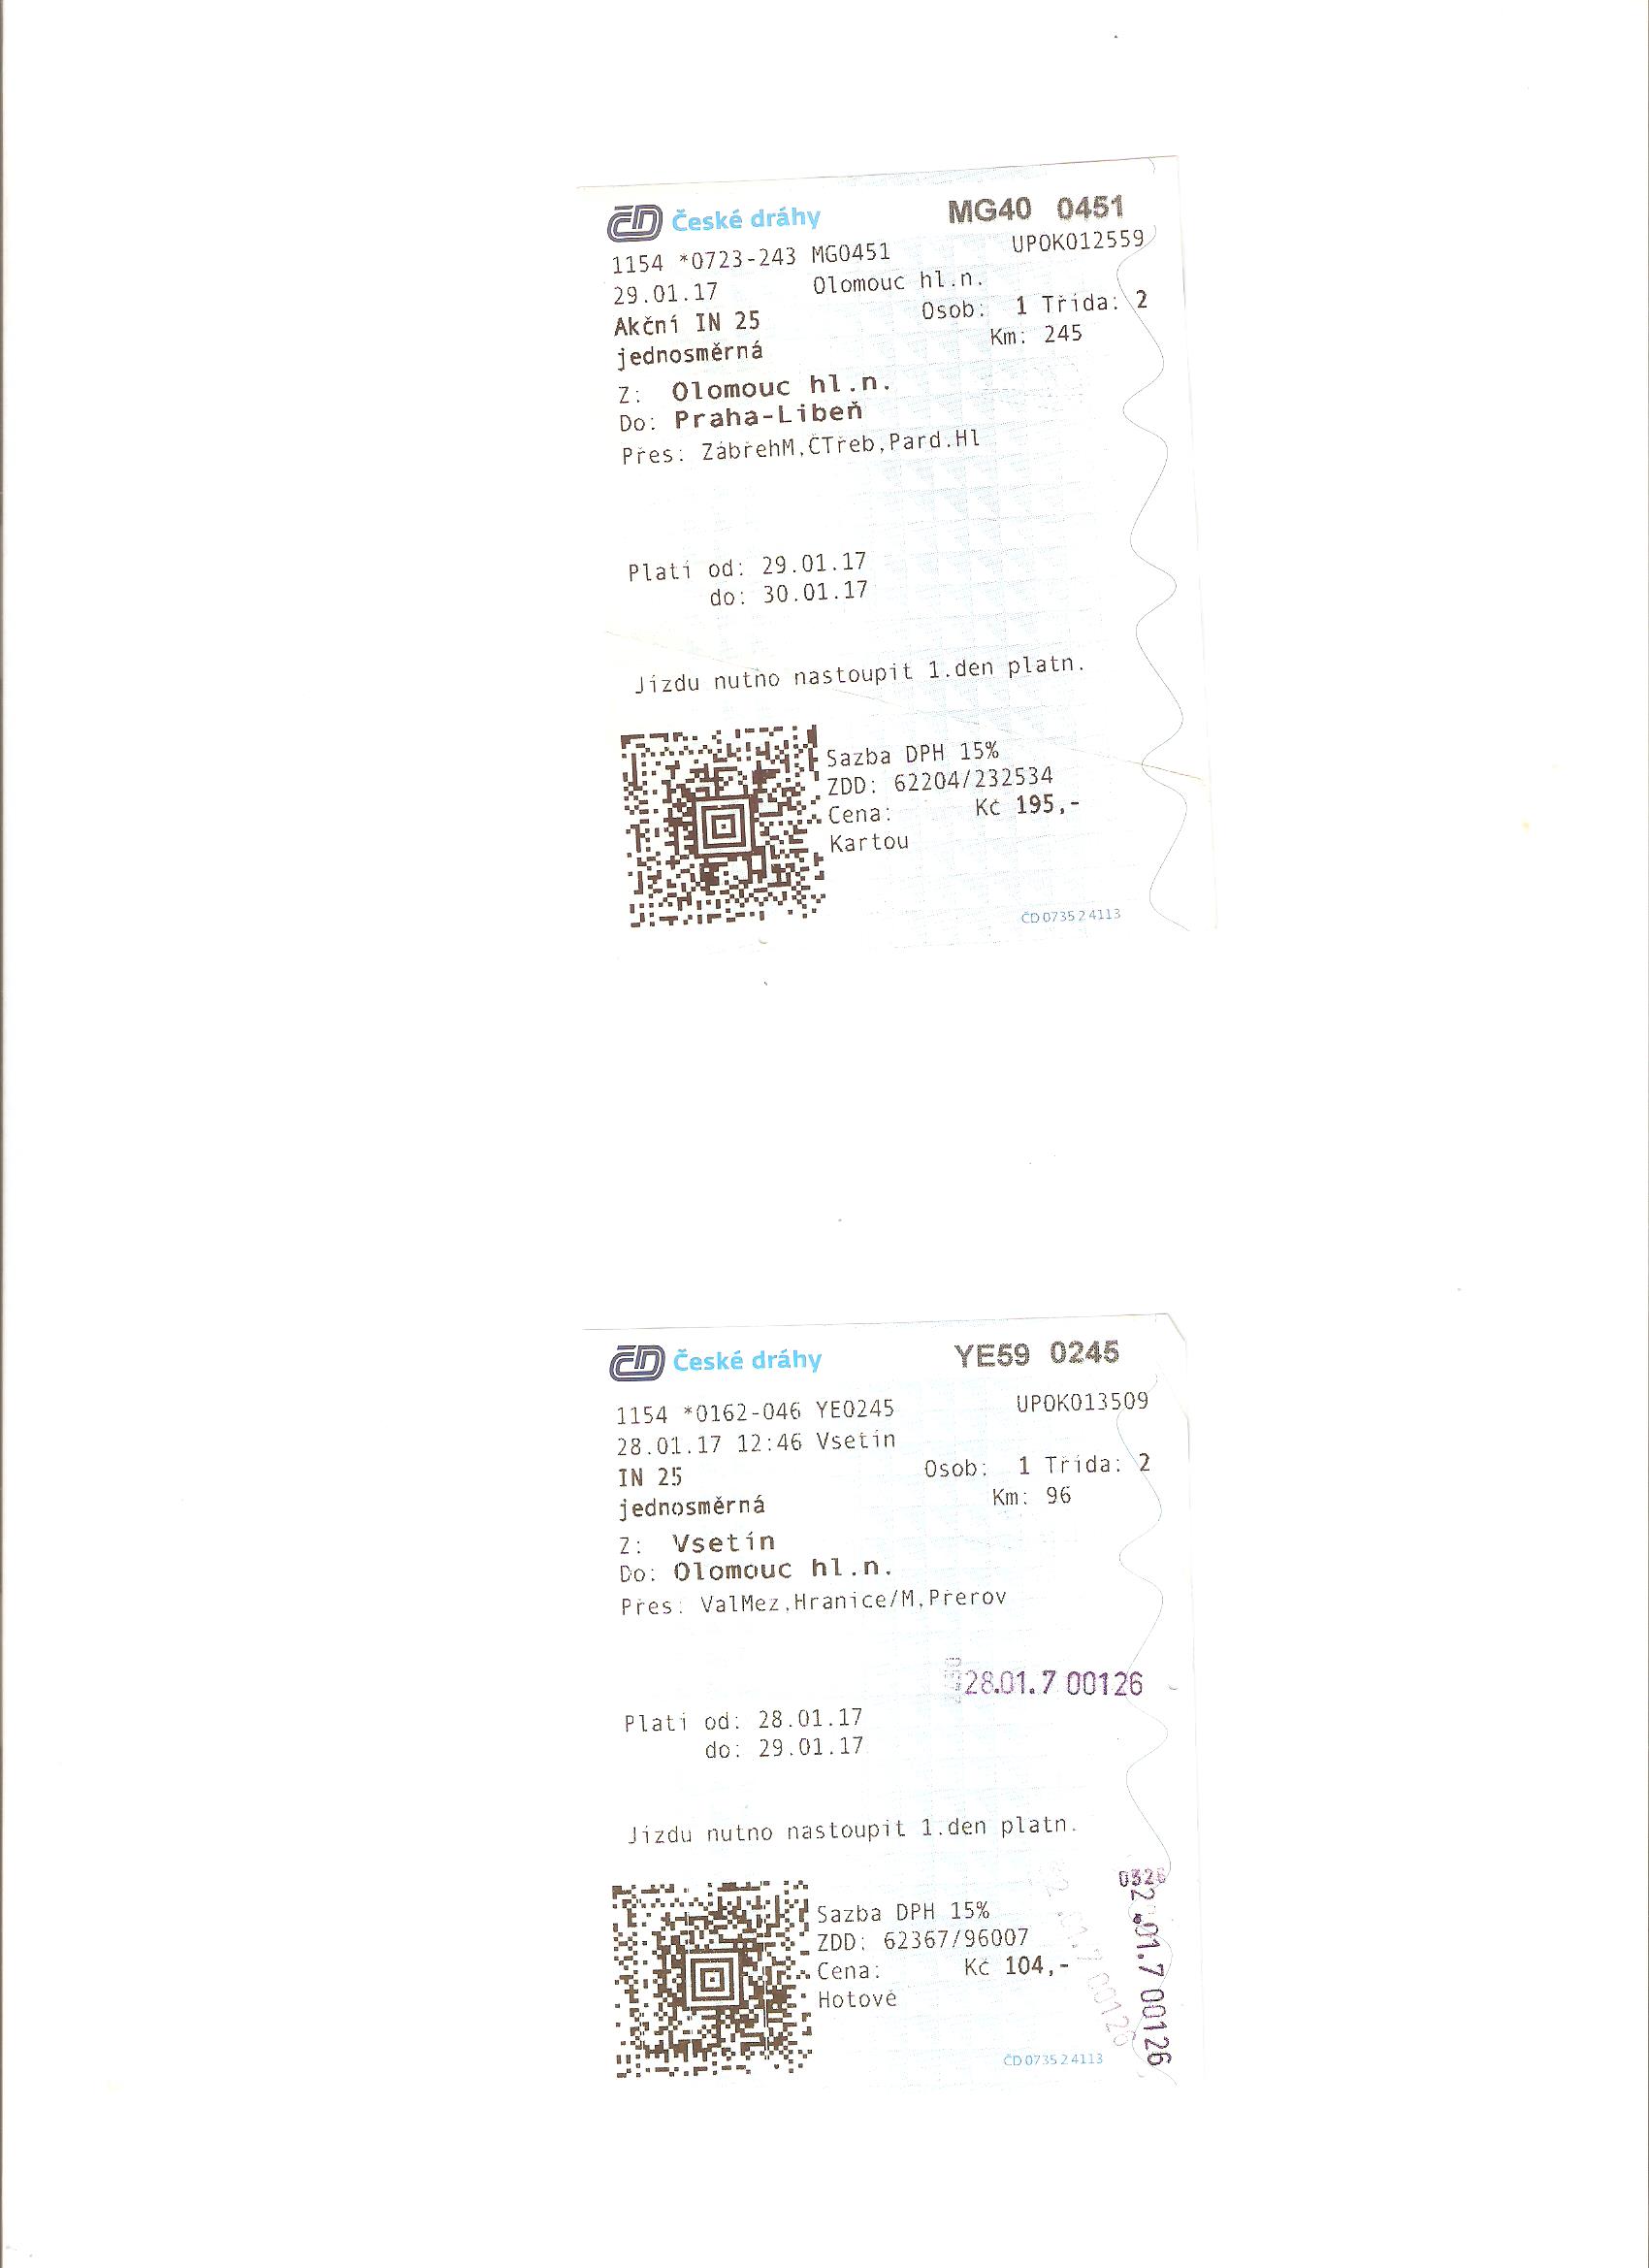 ČD České dráhy MG40 0451
1154 *0723-243 MG0451 UPOK012559
29.01.17 Olomouc hl.n.
Akční IN 25 Osob: 1 Třída: 2
jednosměrná Km: 245
Z: Olomouc hl.n.
Do: Praha-Libeň
Přes: ZábřehM,ČTřeb,Pard.Hl
Platí od: 29.01.17
do: 30.01.17
Jízdu nutno nastoupit 1.den platn.
Sazba DPH 15%
ZDD: 62204/232534
Cena: Kč 195,-
Kartou
ČD 0735 2 4113
ČD České dráhy YE59 0245
1154 *0162-046 YE0245 UPOK013509
28.01.17 12:46 Vsetín
IN 25 Osob: 1 Třída: 2
jednosměrná Km: 96
Z: Vsetín
Do: Olomouc hl.n.
Přes: ValMez,Hranice/M,Přerov
28.01.7 00126
Platí od: 28.01.17
do: 29.01.17
Jízdu nutno nastoupit 1.den platn.
0326
01.7 00126
Sazba DPH 15%
ZDD: 62367/96007
Cena: Kč 104,-
Hotově
ČD 0735 2 4113